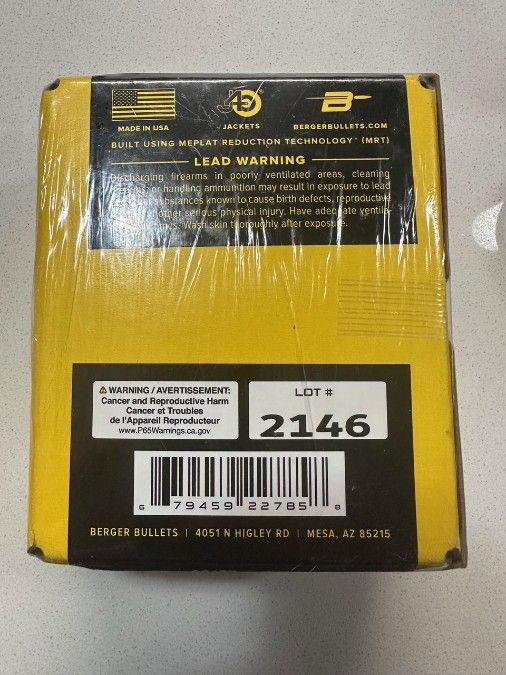 MADE IN USA
J4
JACKETS
B
BERGERBULLETS.COM
BUILT USING MEPLAT REDUCTION TECHNOLOGY™ (MRT)
LEAD WARNING
Discharging firearms in poorly ventilated areas, cleaning
or handling ammunition may result in exposure to lead
substances known to cause birth defects, reproductive
other serious physical injury. Have adequate ventila-
Wash skin thoroughly after exposure.
⚠ WARNING / AVERTISSEMENT:
Cancer and Reproductive Harm
Cancer et Troubles
de l'Appareil Reproducteur
www.P65Warnings.ca.gov
LOT #
2146
6 79459 22785 8
BERGER BULLETS | 4051 N HIGLEY RD | MESA, AZ 85215